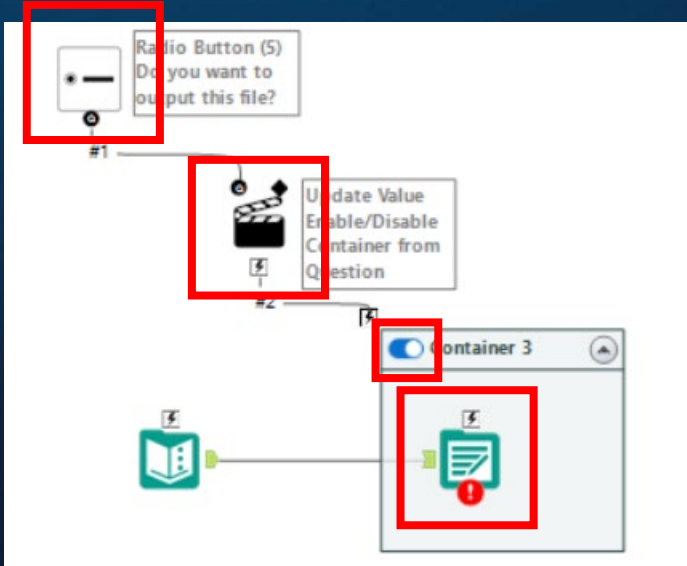 Radio Button (5)
Do you want to
output this file?
#1
Update Value
Enable/Disable
Container from
Question
#2
Container 3